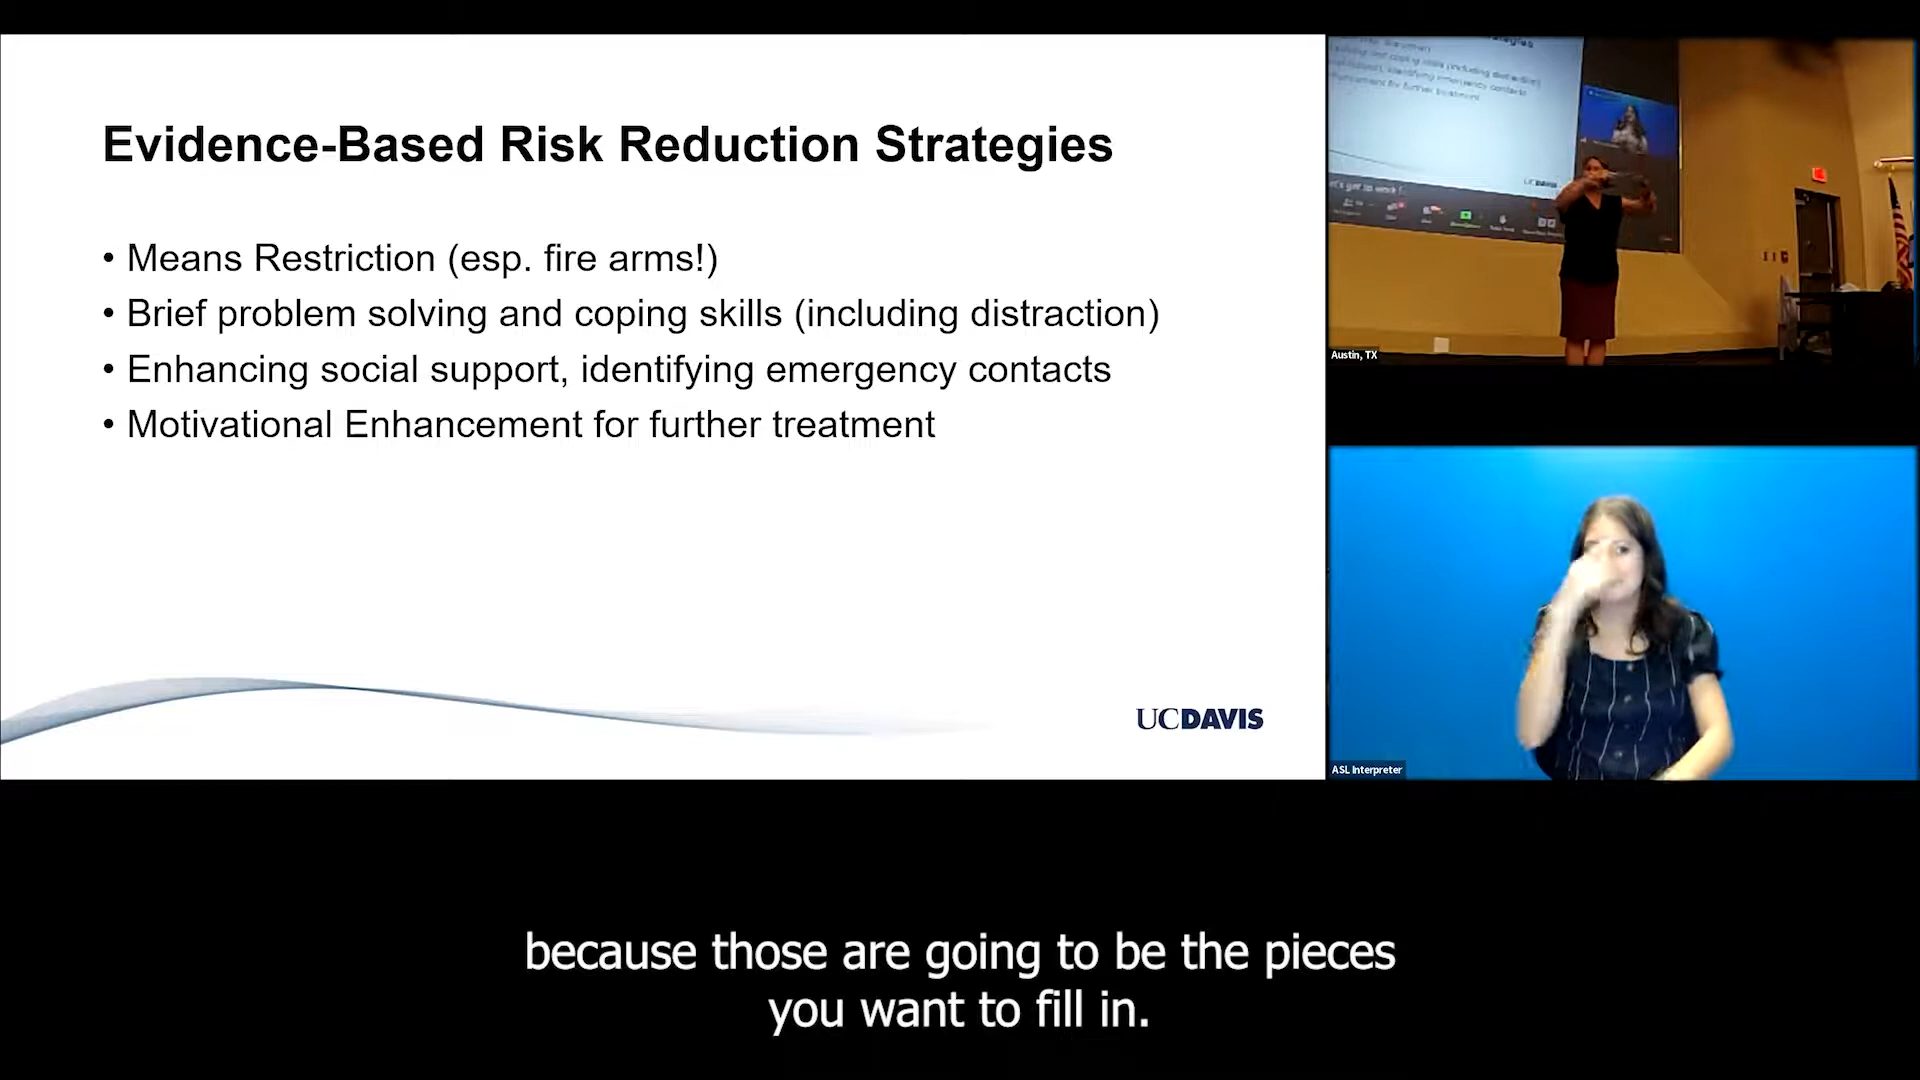 Evidence-Based Risk Reduction Strategies
• Means Restriction (esp. fire arms!)
• Brief problem solving and coping skills (including distraction)
• Enhancing social support, identifying emergency contacts
• Motivational Enhancement for further treatment
UCDAVIS
Austin, TX
ASL Interpreter
because those are going to be the pieces
you want to fill in.